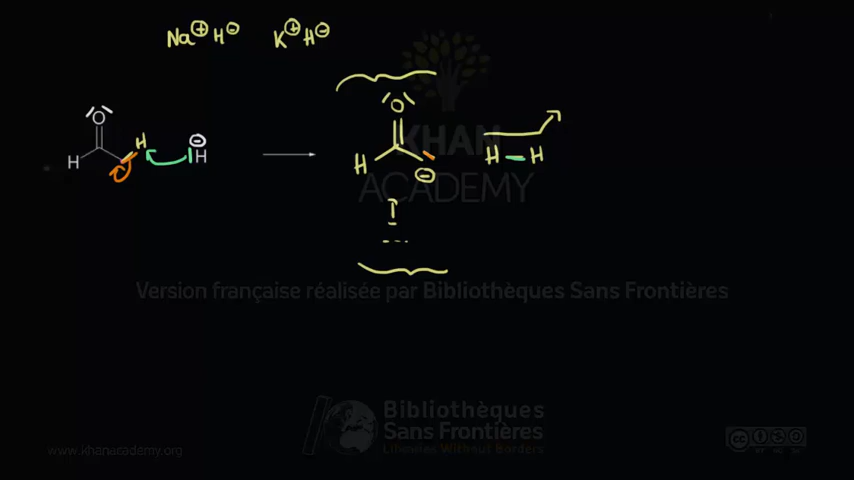 Na⊕ H⊖ K⊕ H⊖
O O
H H ⊖ H H ⊖ H—H
KHAN
ACADEMY
Version française réalisée par Bibliothèques Sans Frontières
Bibliothèques
Sans Frontières
Libraries Without Borders
www.khanacademy.org